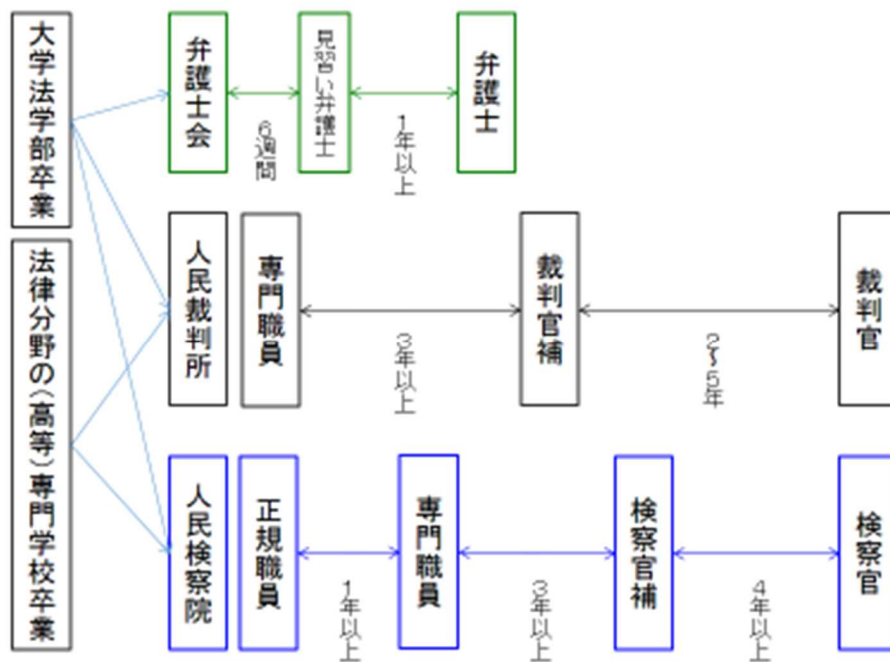 大学法学部卒業
弁護士会
6週間
見習い弁護士
1年以上
弁護士
法律分野の（高等）専門学校卒業
人民裁判所
専門職員
3年以上
裁判官補
2～5年
裁判官
人民検察院
正規職員
1年以上
専門職員
3年以上
検察官補
4年以上
検察官